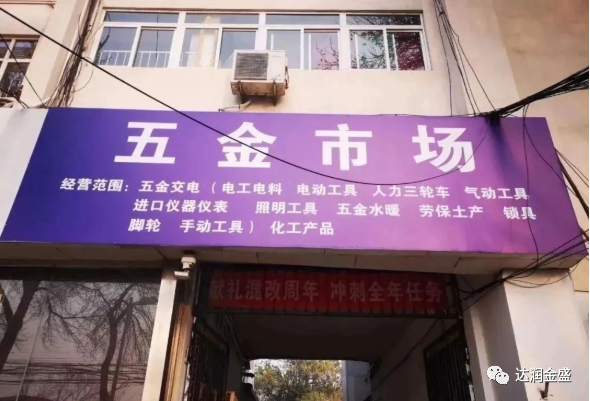 五金市场
经营范围：五金交电（电工电料 电动工具 人力三轮车 气动工具
进口仪器仪表 照明工具 五金水暖 劳保土产 锁具
脚轮 手动工具）化工产品
献礼混改周年 冲刺全年任务
达润金盛